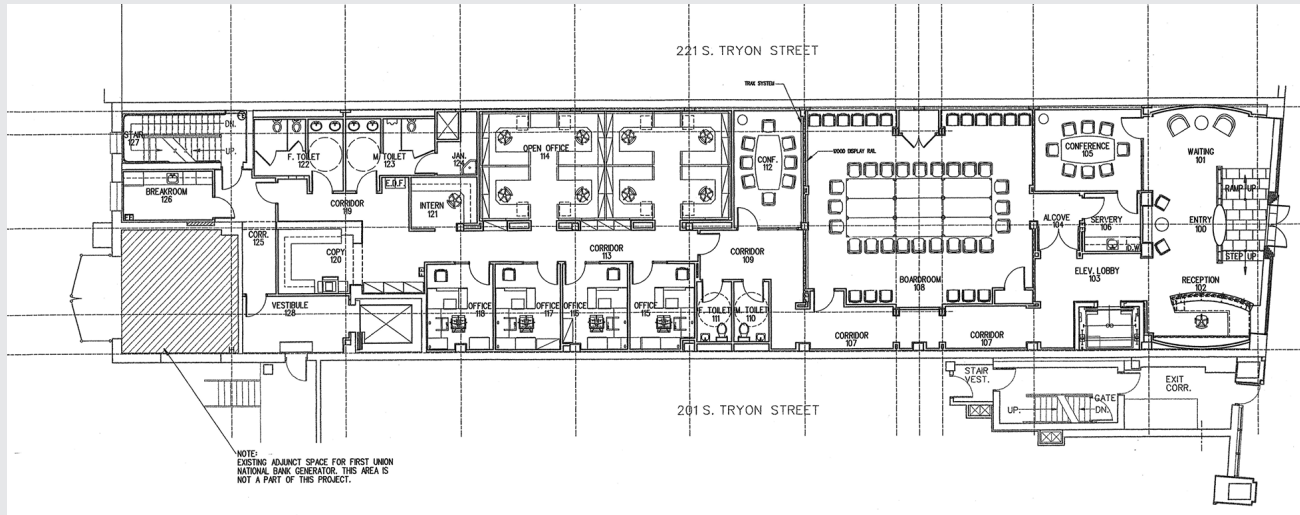 221 S. TRYON STREET
TRAK SYSTEM
WOOD DISPLAY RAIL
STAIR
127
DN.
UP.
F. TOILET
122
M. TOILET
123
JAN.
124
OPEN OFFICE
114
CONF.
112
CONFERENCE
105
WAITING
101
BREAKROOM
126
E.D.F.
INTERN
121
CORRIDOR
119
RAMP UP
ALCOVE
104
SERVERY
106
D.W.
ENTRY
100
STEP UP
CORR.
125
COPY
120
CORRIDOR
113
CORRIDOR
109
ELEV. LOBBY
103
BOARDROOM
108
RECEPTION
102
VESTIBULE
128
OFFICE
118
OFFICE
117
OFFICE
116
OFFICE
115
F. TOILET
111
M. TOILET
110
CORRIDOR
107
CORRIDOR
107
STAIR
VEST.
EXIT
CORR.
UP.
GATE
DN.
201 S. TRYON STREET
NOTE:
EXISTING ADJUNCT SPACE FOR FIRST UNION
NATIONAL BANK GENERATOR. THIS AREA IS
NOT A PART OF THIS PROJECT.